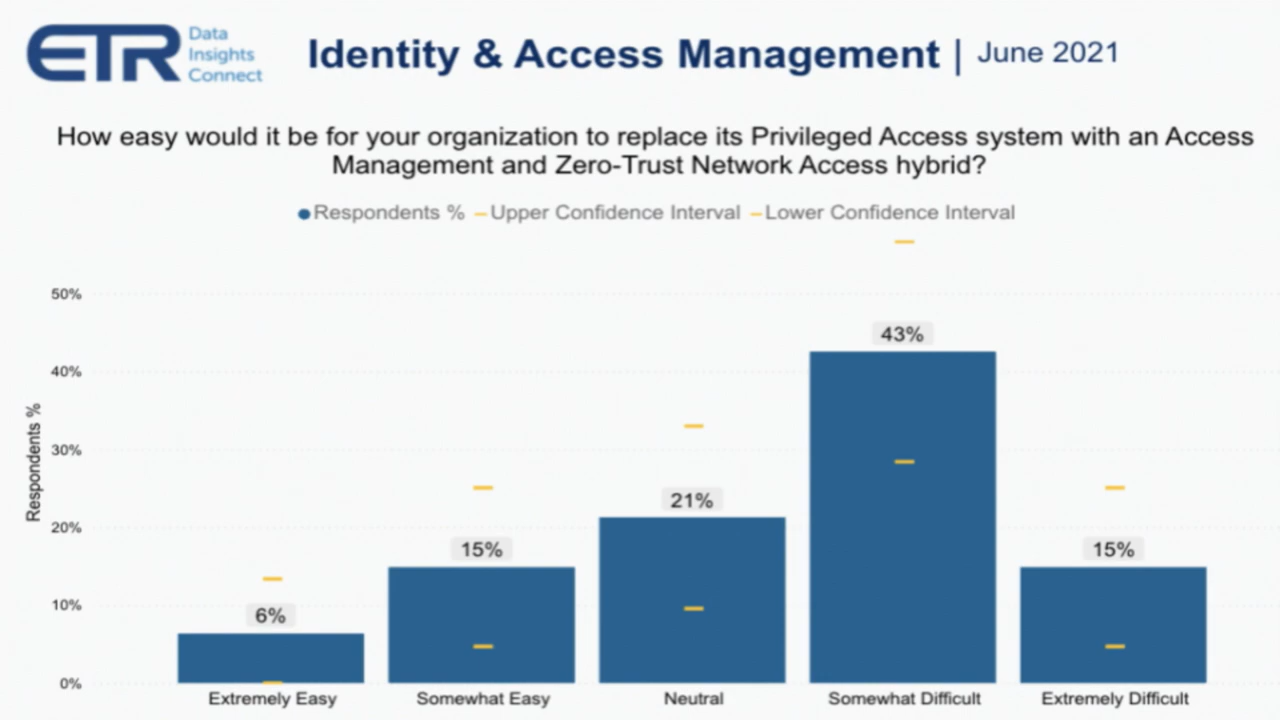 ETR
Data
Insights
Connect
Identity & Access Management | June 2021
How easy would it be for your organization to replace its Privileged Access system with an Access
Management and Zero-Trust Network Access hybrid?
Respondents % Upper Confidence Interval Lower Confidence Interval
50%
40%
30%
20%
10%
0%
Respondents %
6%
15%
21%
43%
15%
Extremely Easy
Somewhat Easy
Neutral
Somewhat Difficult
Extremely Difficult